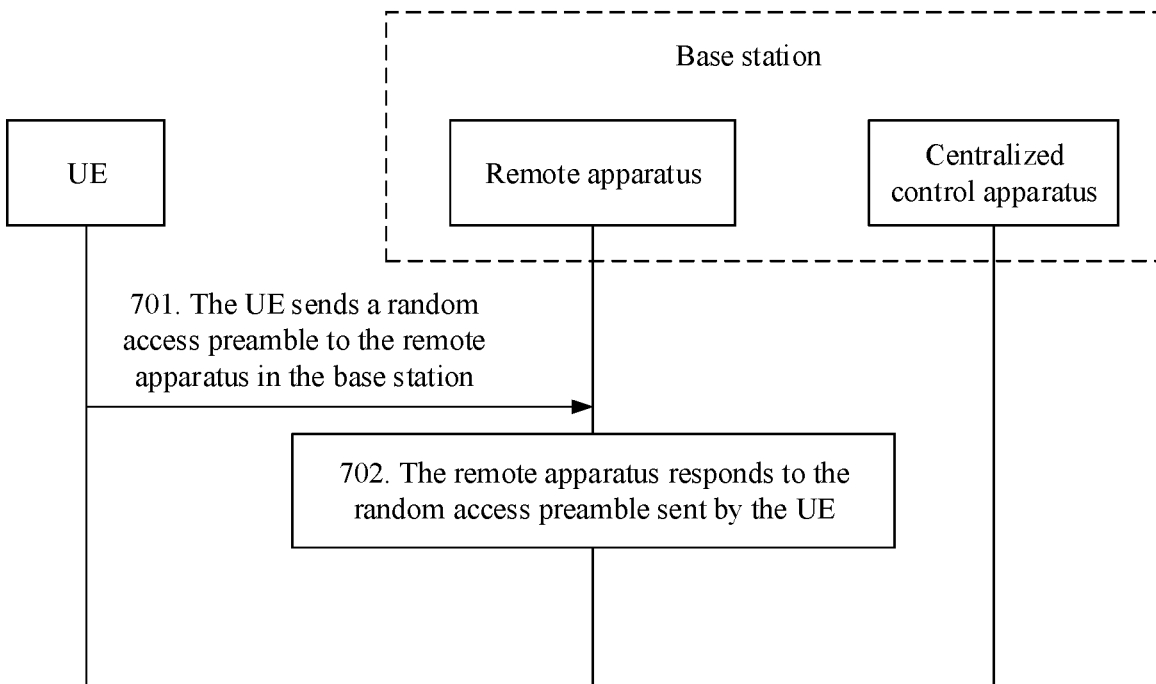 Base station
UE
Remote apparatus
Centralized
control apparatus
701. The UE sends a random
access preamble to the remote
apparatus in the base station
702. The remote apparatus responds to the
random access preamble sent by the UE